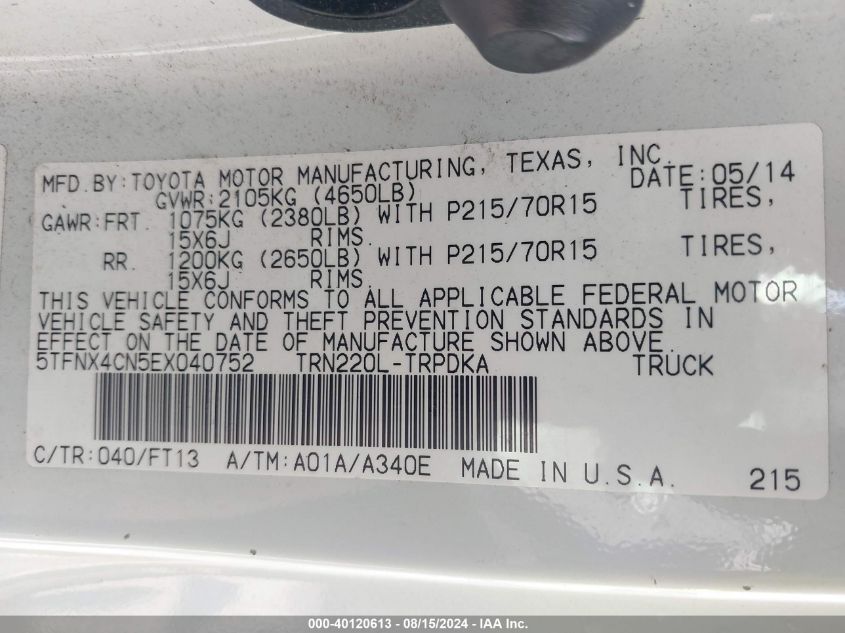 MFD.BY:TOYOTA MOTOR MANUFACTURING, TEXAS, INC.
GVWR:2105KG (4650LB) DATE:05/14
GAWR:FRT. 1075KG (2380LB) WITH P215/70R15 TIRES,
15X6J RIMS.
RR. 1200KG (2650LB) WITH P215/70R15 TIRES,
15X6J RIMS.
THIS VEHICLE CONFORMS TO ALL APPLICABLE FEDERAL MOTOR
VEHICLE SAFETY AND THEFT PREVENTION STANDARDS IN
EFFECT ON THE DATE OF MANUFACTURE SHOWN ABOVE.
5TFNX4CN5EX040752 TRN220L-TRPDKA TRUCK
C/TR:040/FT13 A/TM:A01A/A340E MADE IN U.S.A. 215
000-40120613 - 08/15/2024 - IAA Inc.